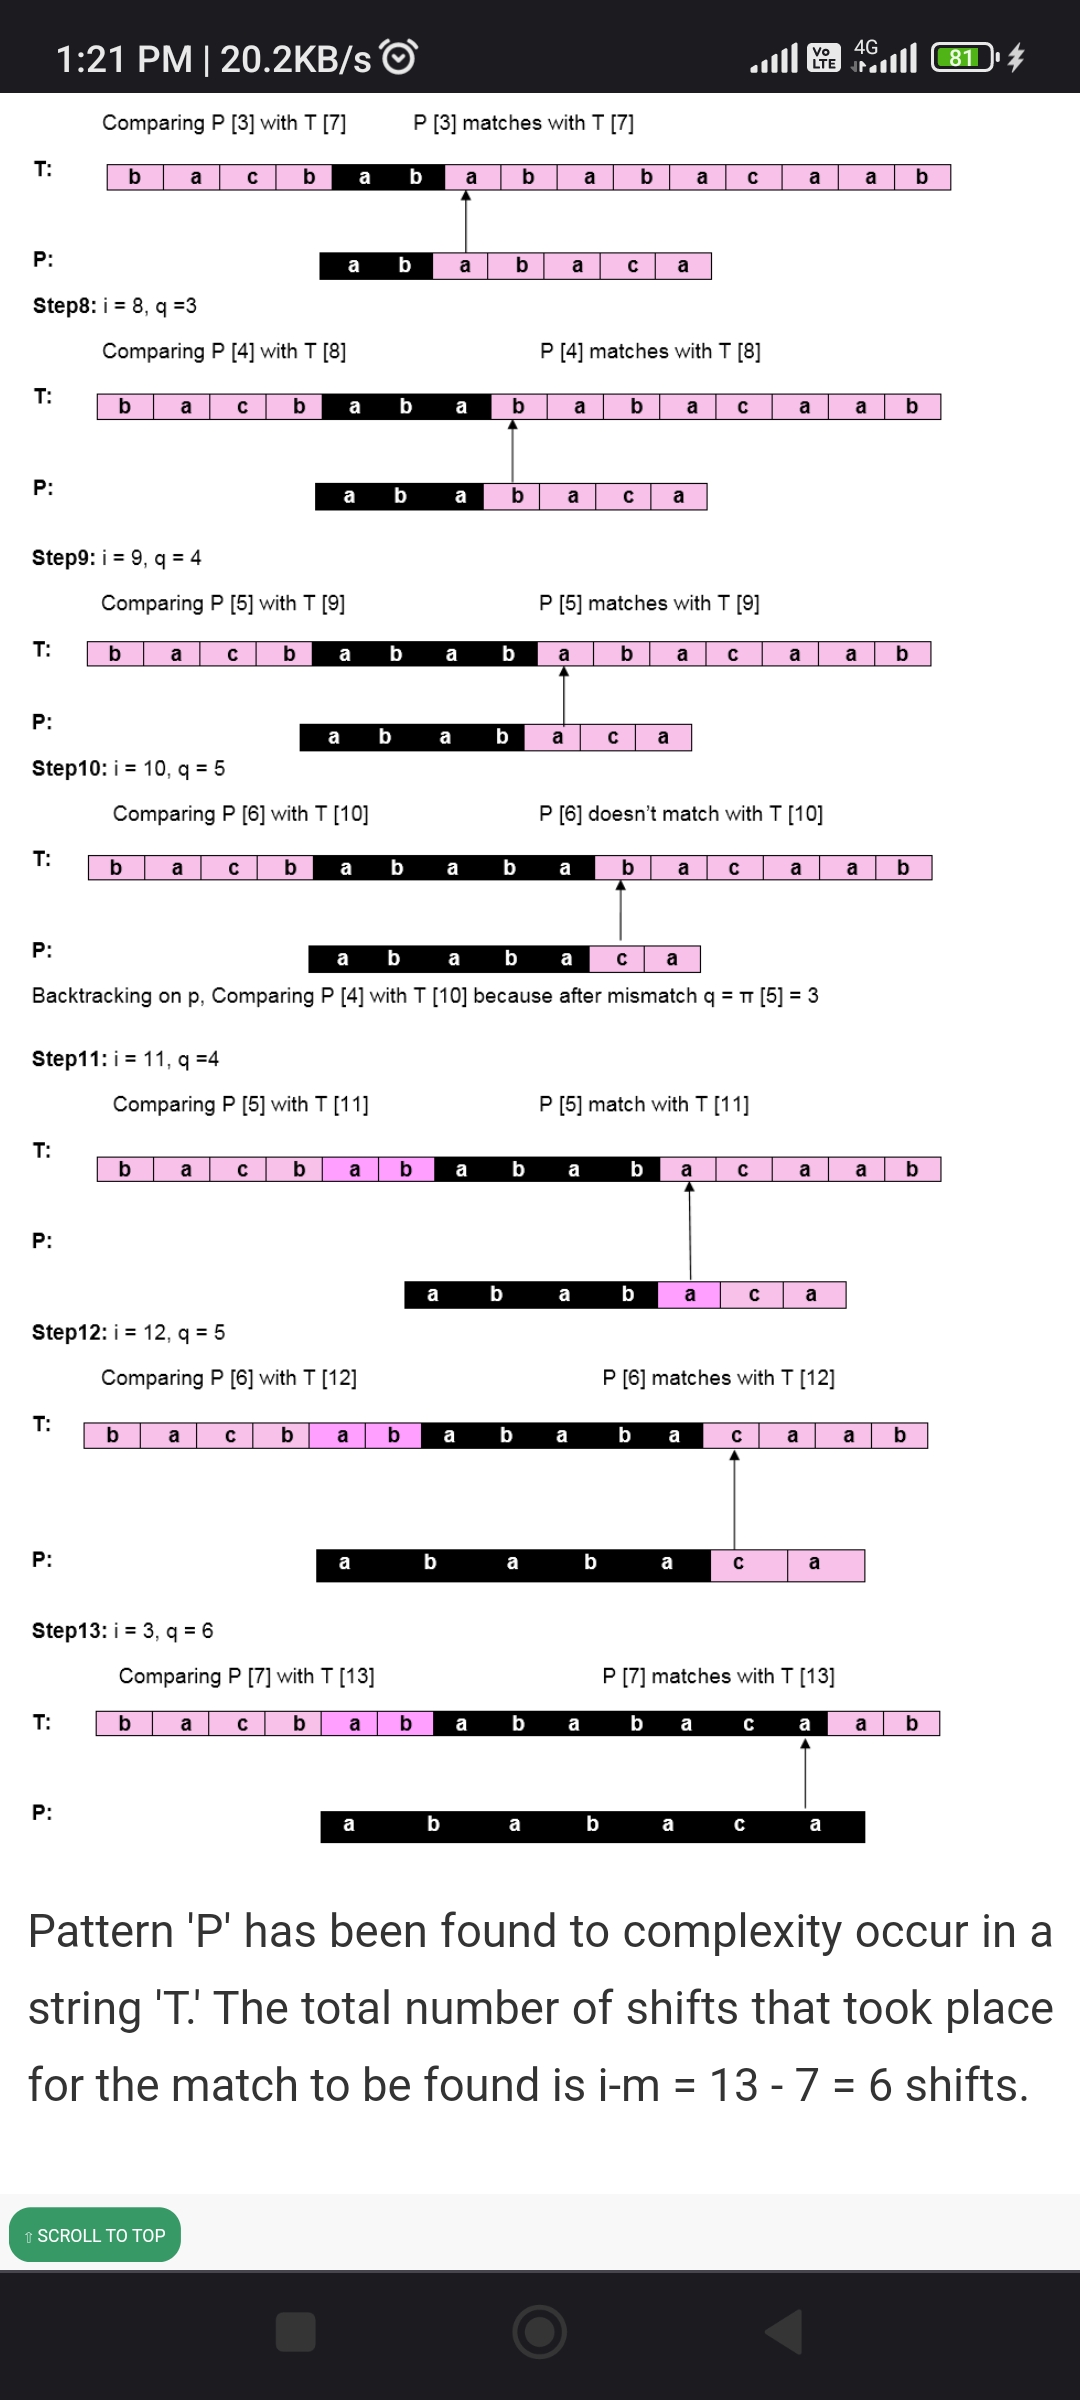 1:21 PM | 20.2KB/s Vo LTE 4G 81
Comparing P [3] with T [7] P [3] matches with T [7]
T: b a c b a b a b a b a c a a b
P: a b a b a c a
Step8: i = 8, q =3
Comparing P [4] with T [8] P [4] matches with T [8]
T: b a c b a b a b a b a c a a b
P: a b a b a c a
Step9: i = 9, q = 4
Comparing P [5] with T [9] P [5] matches with T [9]
T: b a c b a b a b a b a c a a b
P: a b a b a c a
Step10: i = 10, q = 5
Comparing P [6] with T [10] P [6] doesn't match with T [10]
T: b a c b a b a b a b a c a a b
P: a b a b a c a
Backtracking on p, Comparing P [4] with T [10] because after mismatch q = π [5] = 3
Step11: i = 11, q =4
Comparing P [5] with T [11] P [5] match with T [11]
T: b a c b a b a b a b a c a a b
P: a b a b a c a
Step12: i = 12, q = 5
Comparing P [6] with T [12] P [6] matches with T [12]
T: b a c b a b a b a b a c a a b
P: a b a b a c a
Step13: i = 3, q = 6
Comparing P [7] with T [13] P [7] matches with T [13]
T: b a c b a b a b a b a c a a b
P: a b a b a c a
Pattern 'P' has been found to complexity occur in a
string 'T.' The total number of shifts that took place
for the match to be found is i-m = 13 - 7 = 6 shifts.
⇧ SCROLL TO TOP